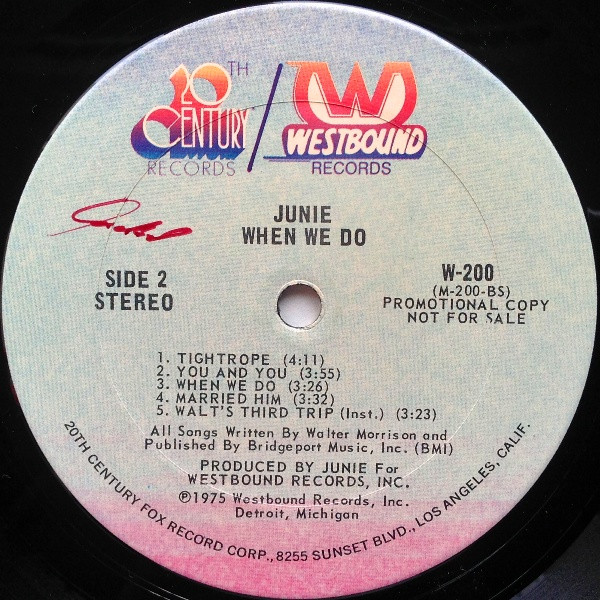 20TH
CENTURY
RECORDS
W
WESTBOUND
RECORDS
JUNIE
WHEN WE DO
SIDE 2
STEREO
W-200
(M-200-BS)
PROMOTIONAL COPY
NOT FOR SALE
1. TIGHTROPE (4:11)
2. YOU AND YOU (3:55)
3. WHEN WE DO (3:26)
4. MARRIED HIM (3:32)
5. WALT'S THIRD TRIP (Inst.) (3:23)
All Songs Written By Walter Morrison and
Published By Bridgeport Music, Inc. (BMI)
PRODUCED BY JUNIE For
WESTBOUND RECORDS, INC.
℗1975 Westbound Records, Inc.
Detroit, Michigan
20TH CENTURY FOX RECORD CORP., 8255 SUNSET BLVD., LOS ANGELES, CALIF.